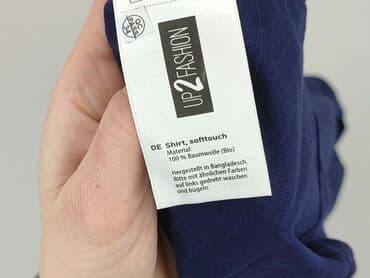 UP2FASHION
DE Shirt, softtouch
Material:
100 % Baumwolle (Bio)
Hergestellt in Bangladesch.
Bitte mit ähnlichen Farben
auf links gedreht waschen
und bügeln.